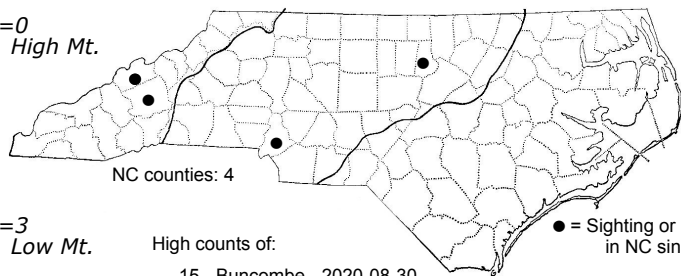 =0
High Mt.
NC counties: 4
=3
Low Mt.
High counts of:
● = Sighting or
in NC sin
15 - Buncombe - 2020-08-30